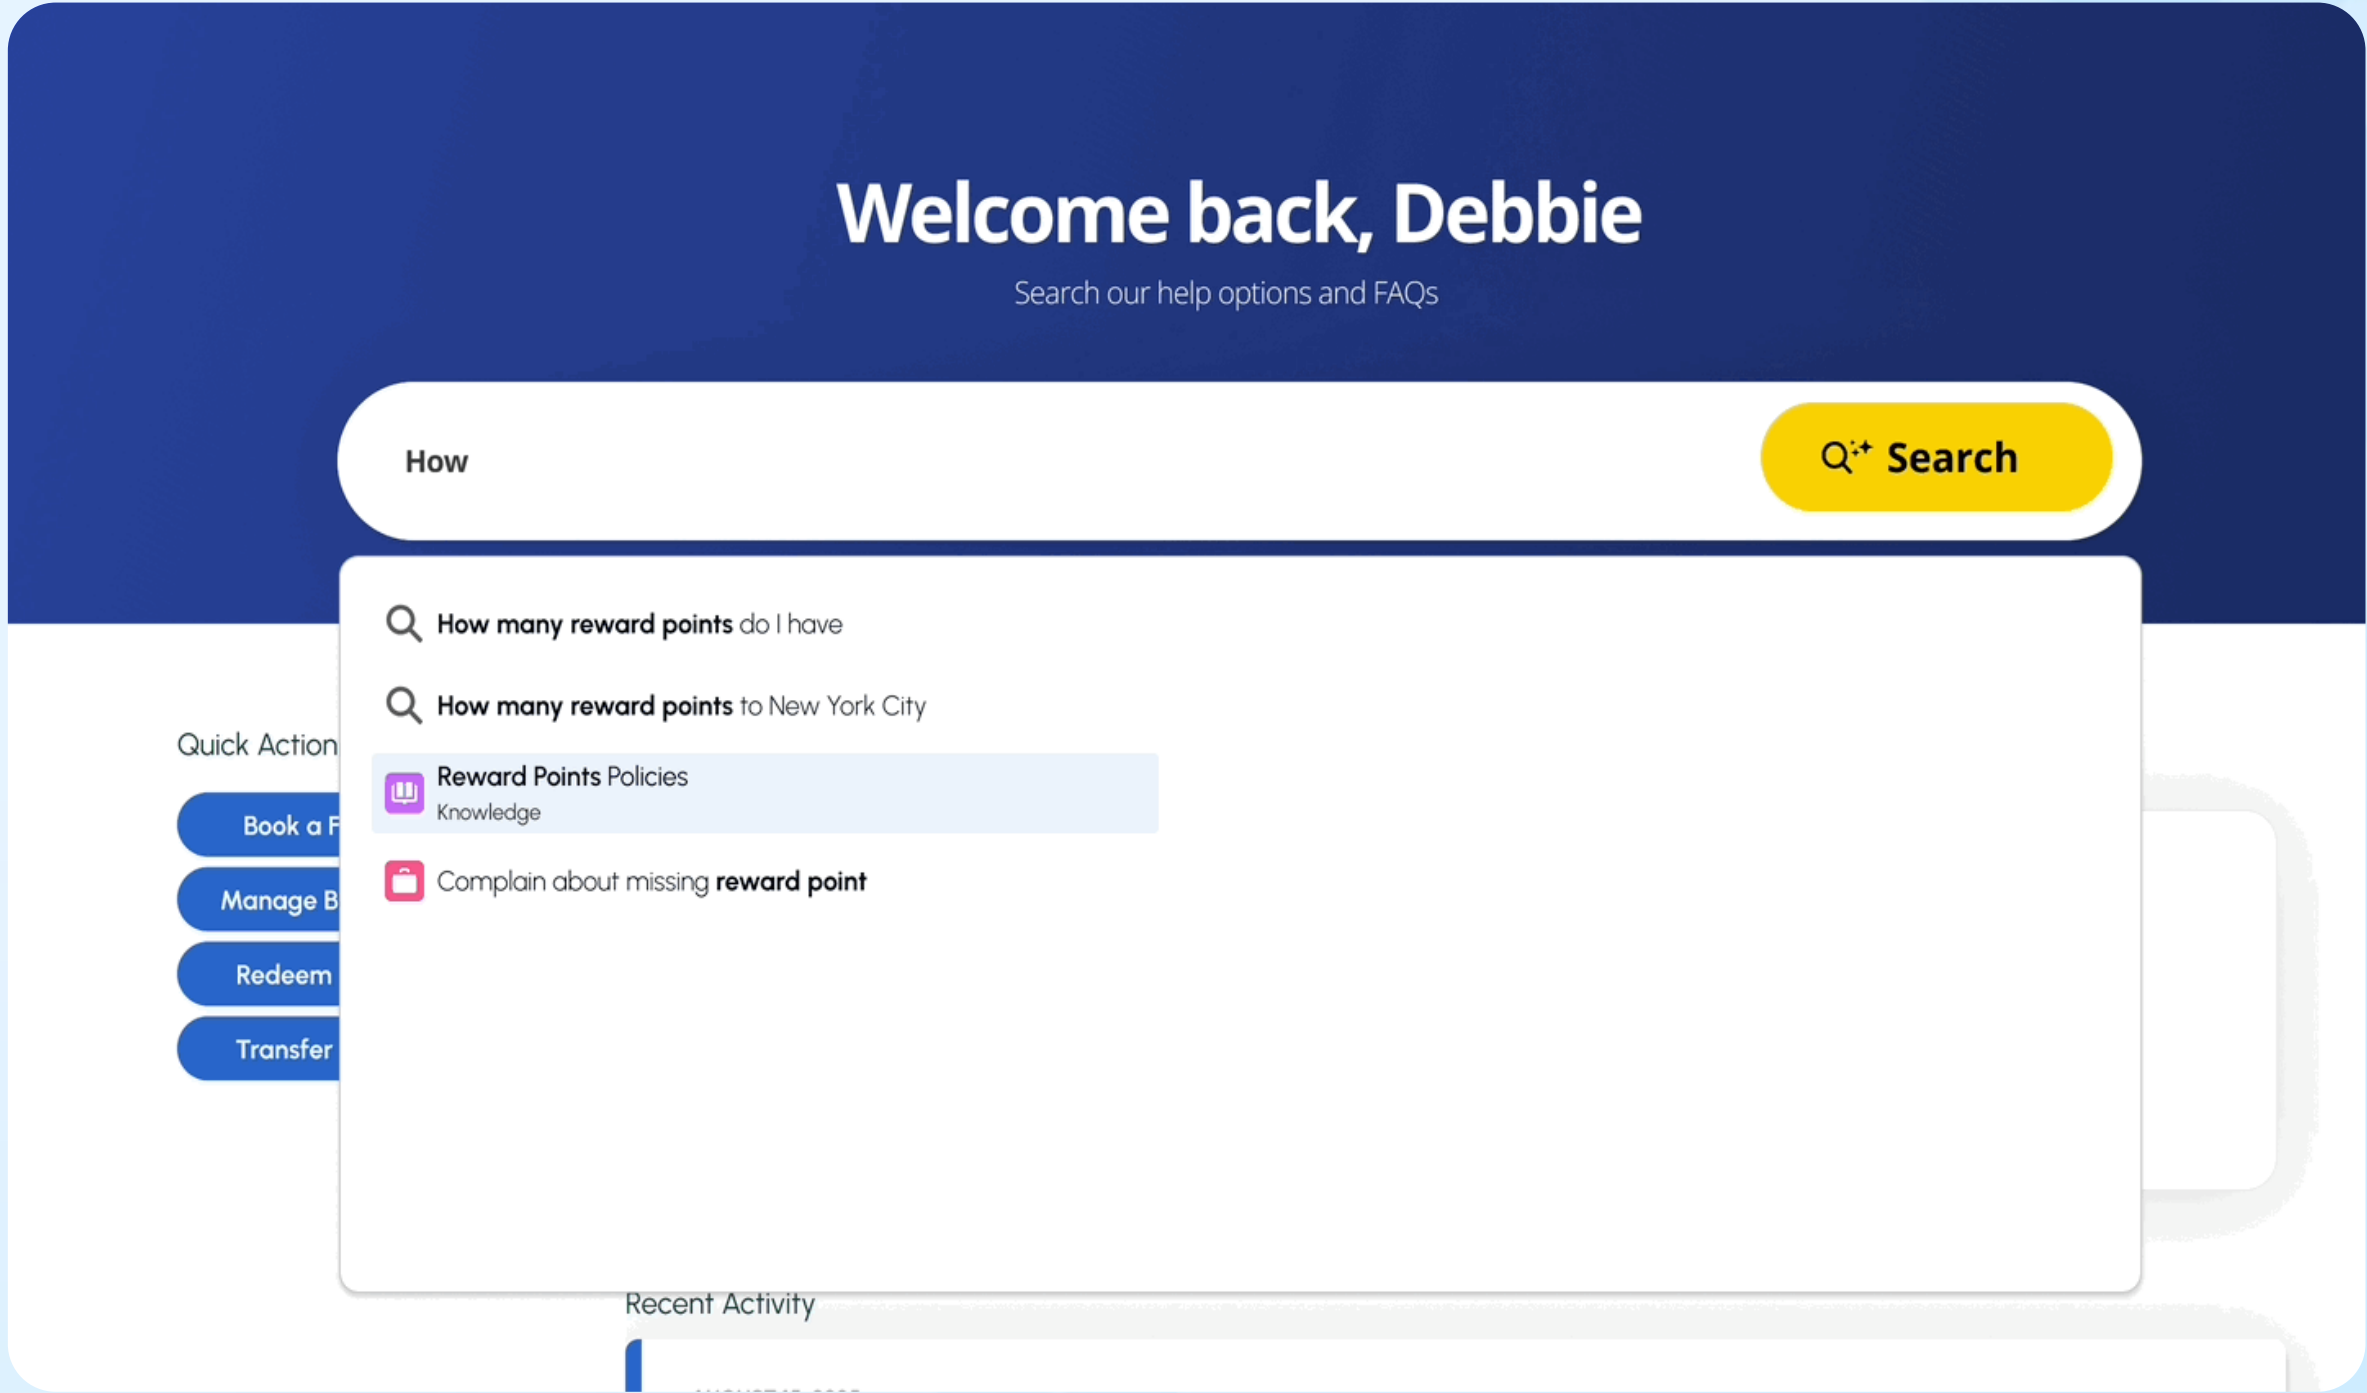 Welcome back, Debbie
Search our help options and FAQs
How
Search
How many reward points do I have
How many reward points to New York City
Reward Points Policies
Knowledge
Complain about missing reward point
Quick Action
Book a F
Manage B
Redeem
Transfer
Recent Activity